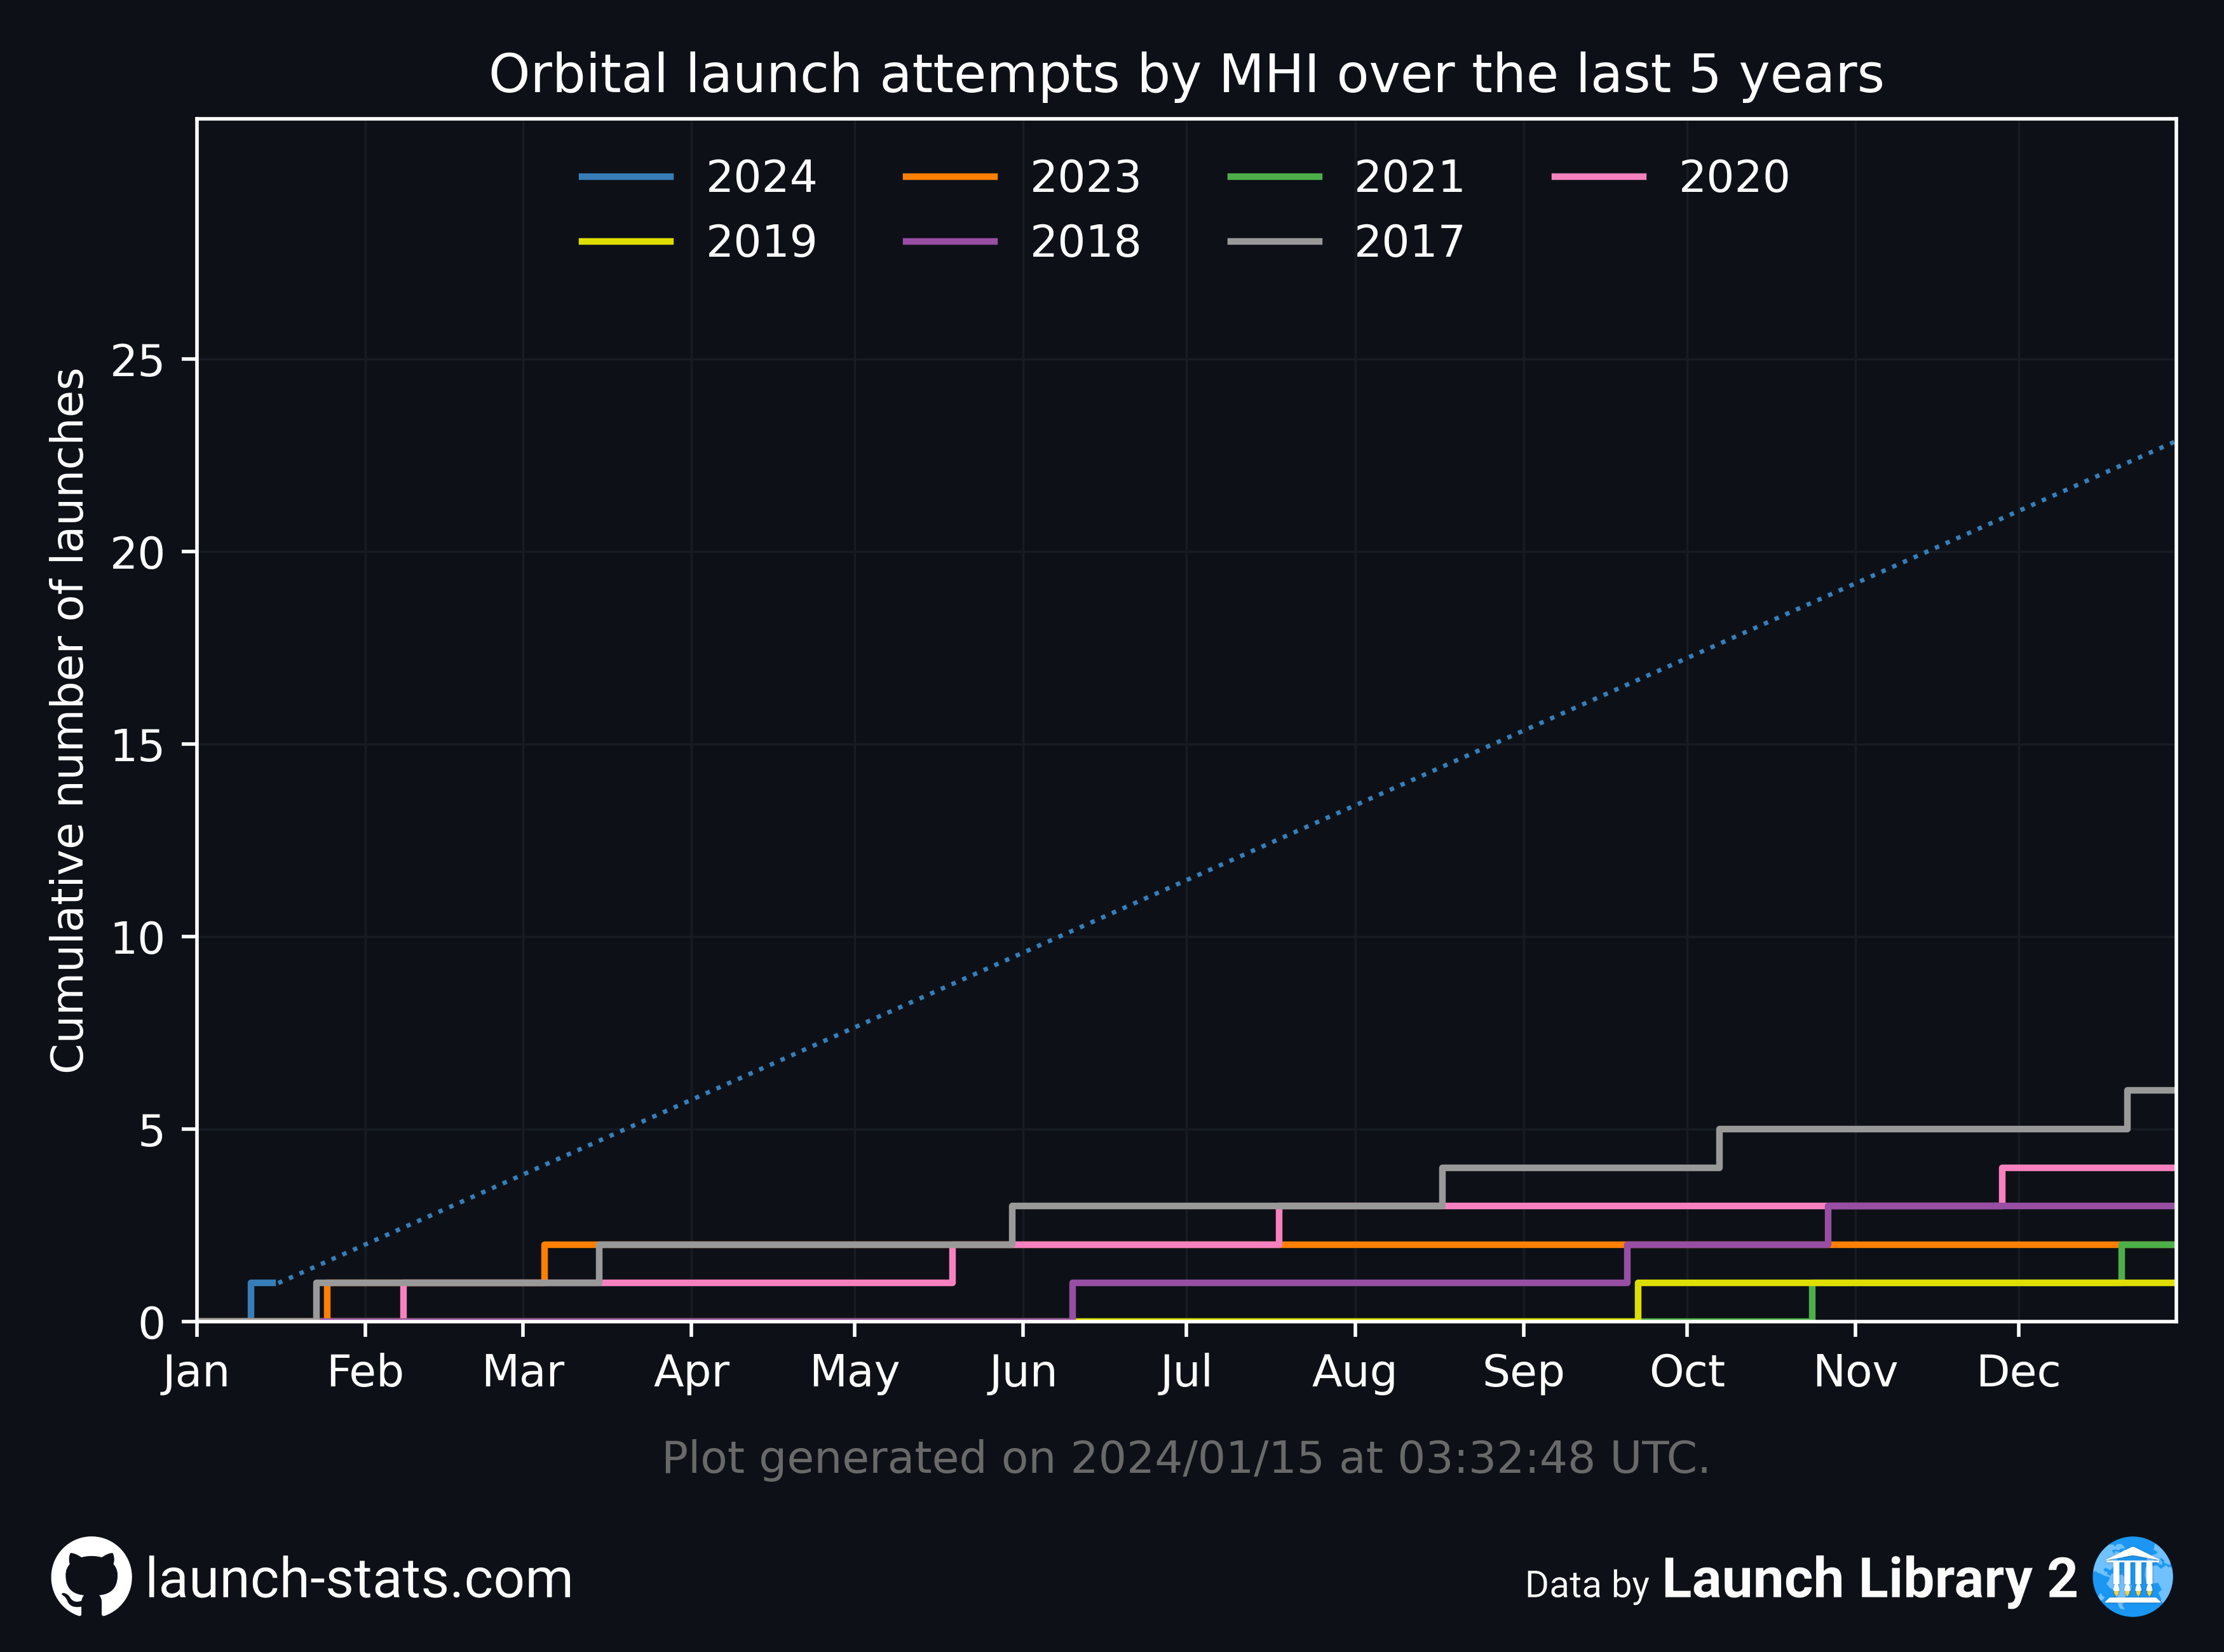 Orbital launch attempts by MHI over the last 5 years
2024 2023 2021 2020
2019 2018 2017
Cumulative number of launches
25
20
15
10
5
0
Jan Feb Mar Apr May Jun Jul Aug Sep Oct Nov Dec
Plot generated on 2024/01/15 at 03:32:48 UTC.
launch-stats.com
Data by Launch Library 2